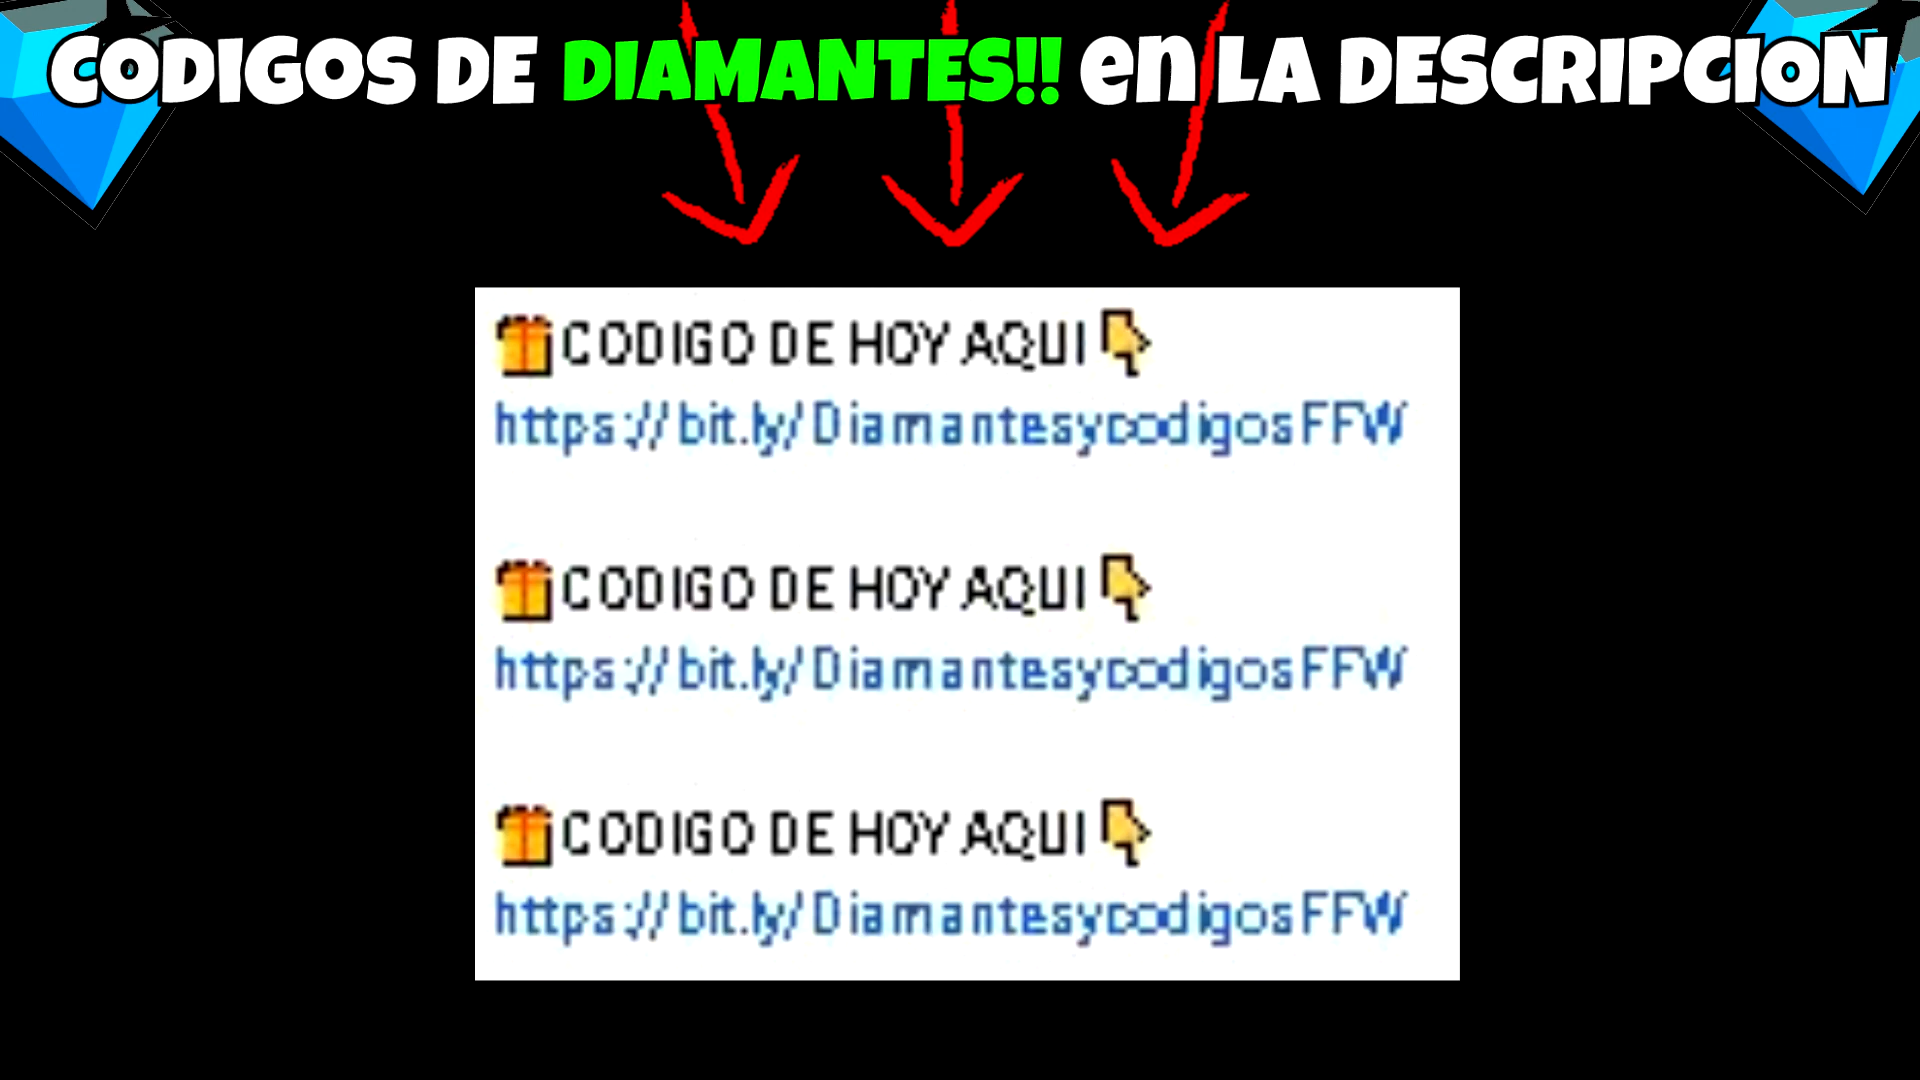 CODIGOS DE DIAMANTES!! en LA DESCRIPCION
🎁CODIGO DE HOY AQUI👇
https://bit.ly/DiamantesycodigosFFW
🎁CODIGO DE HOY AQUI👇
https://bit.ly/DiamantesycodigosFFW
🎁CODIGO DE HOY AQUI👇
https://bit.ly/DiamantesycodigosFFW